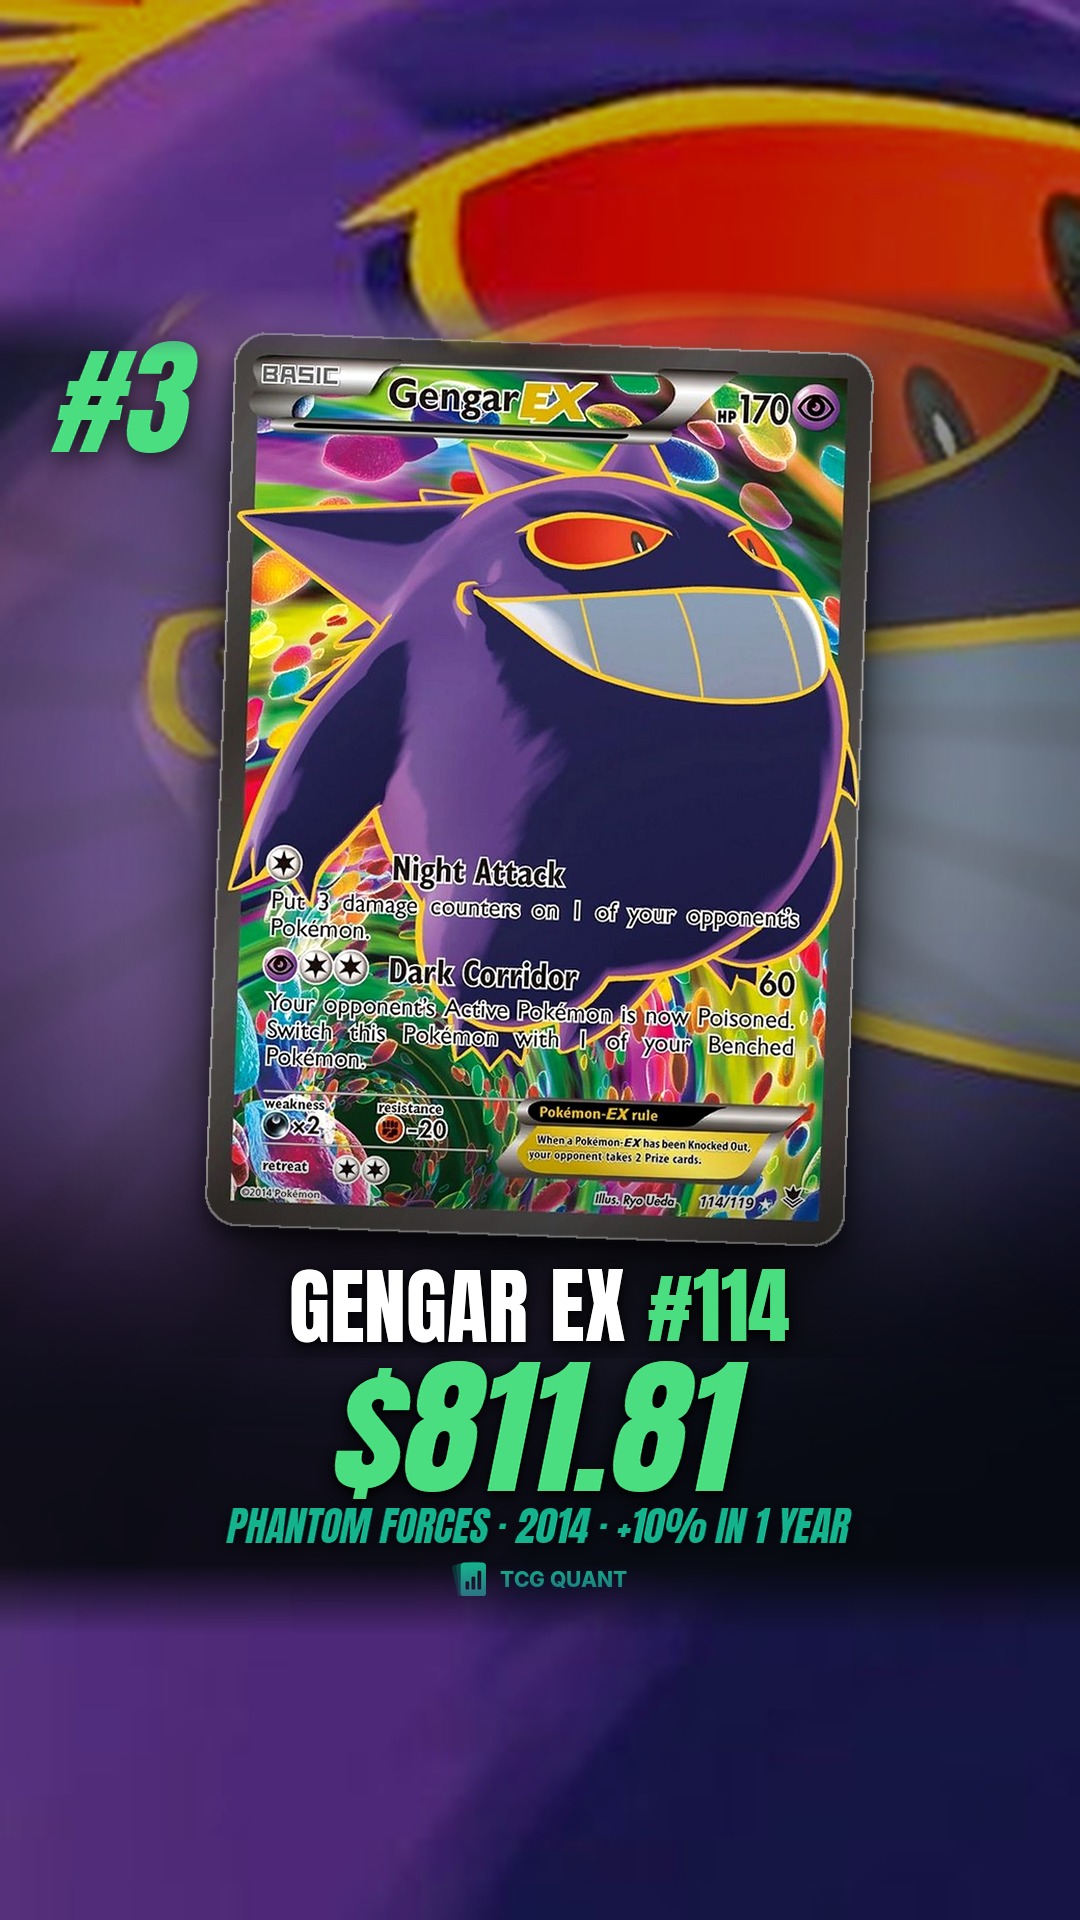 #3
BASIC
Gengar EX HP 170
Night Attack
Put 3 damage counters on 1 of your opponent's
Pokémon.
Dark Corridor 60
Your opponent's Active Pokémon is now Poisoned.
Switch this Pokémon with 1 of your Benched
Pokémon.
weakness resistance
×2 -20
retreat
Pokémon-EX rule
When a Pokémon-EX has been Knocked Out,
your opponent takes 2 Prize cards.
©2014 Pokémon
Illus. Ryo Ueda 114/119
GENGAR EX #114
$811.81
PHANTOM FORCES · 2014 · +10% IN 1 YEAR
TCG QUANT